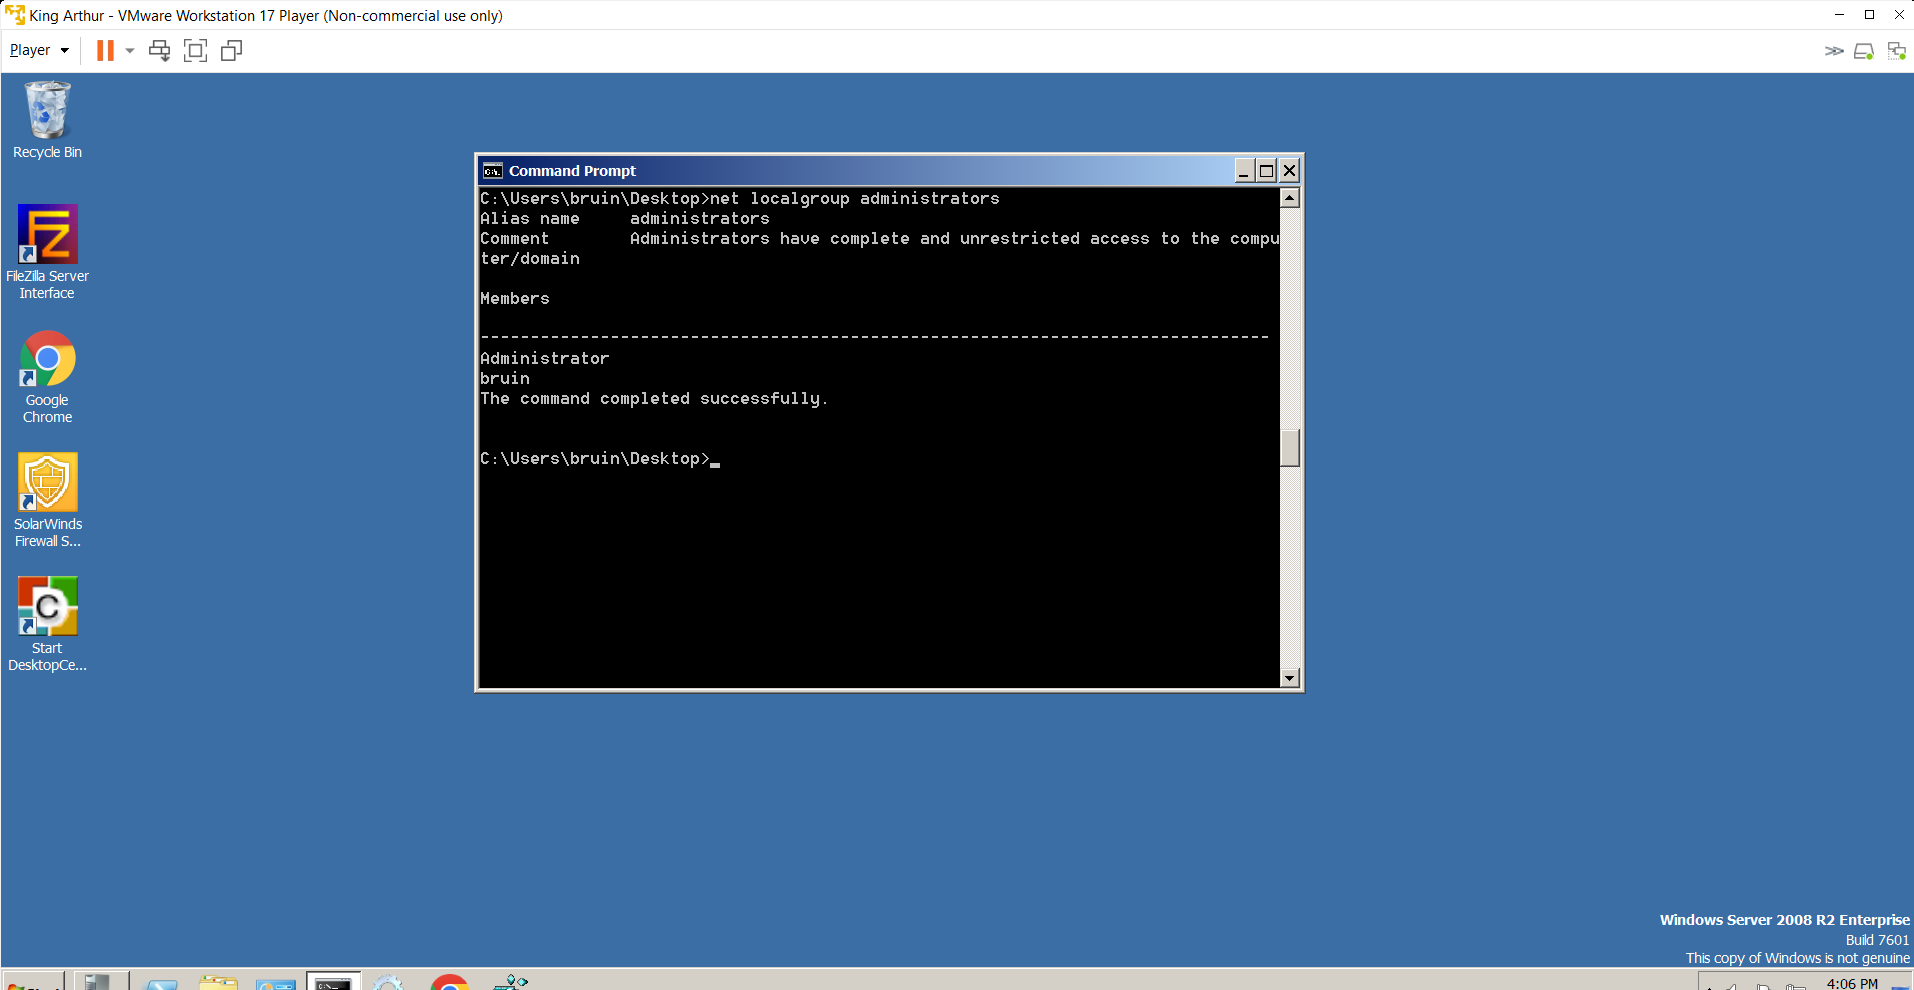 King Arthur - VMware Workstation 17 Player (Non-commercial use only)
Player
Recycle Bin
FileZilla Server
Interface
Google
Chrome
SolarWinds
Firewall S...
Start
DesktopCe...
Command Prompt
C:\Users\bruin\Desktop>net localgroup administrators
Alias name     administrators
Comment        Administrators have complete and unrestricted access to the compu
ter/domain
Members
-------------------------------------------------------------------------------
Administrator
bruin
The command completed successfully.
C:\Users\bruin\Desktop>
Windows Server 2008 R2 Enterprise
Build 7601
This copy of Windows is not genuine
4:06 PM